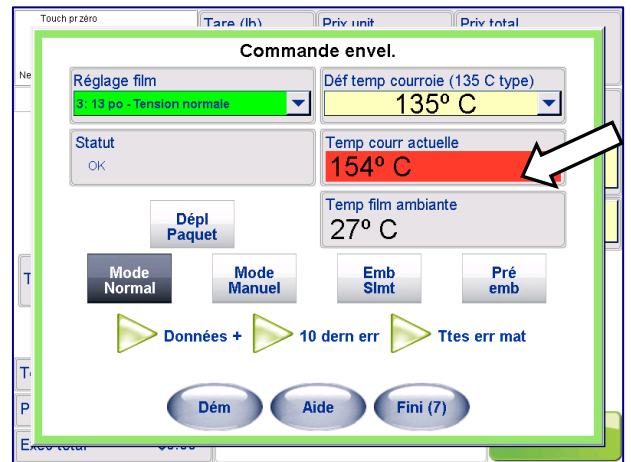 Touch pr zéro
Tare (lb)
Prix unit
Prix total
Ne
Commande envel.
Réglage film
Déf temp courroie (135 C type)
3: 13 po - Tension normale
135º C
Statut
Temp courr actuelle
OK
154º C
Temp film ambiante
27º C
Dépl
Paquet
Mode
Normal
Mode
Manuel
Emb
Slmt
Pré
emb
Données +
10 dern err
Ttes err mat
Dém
Aide
Fini (7)